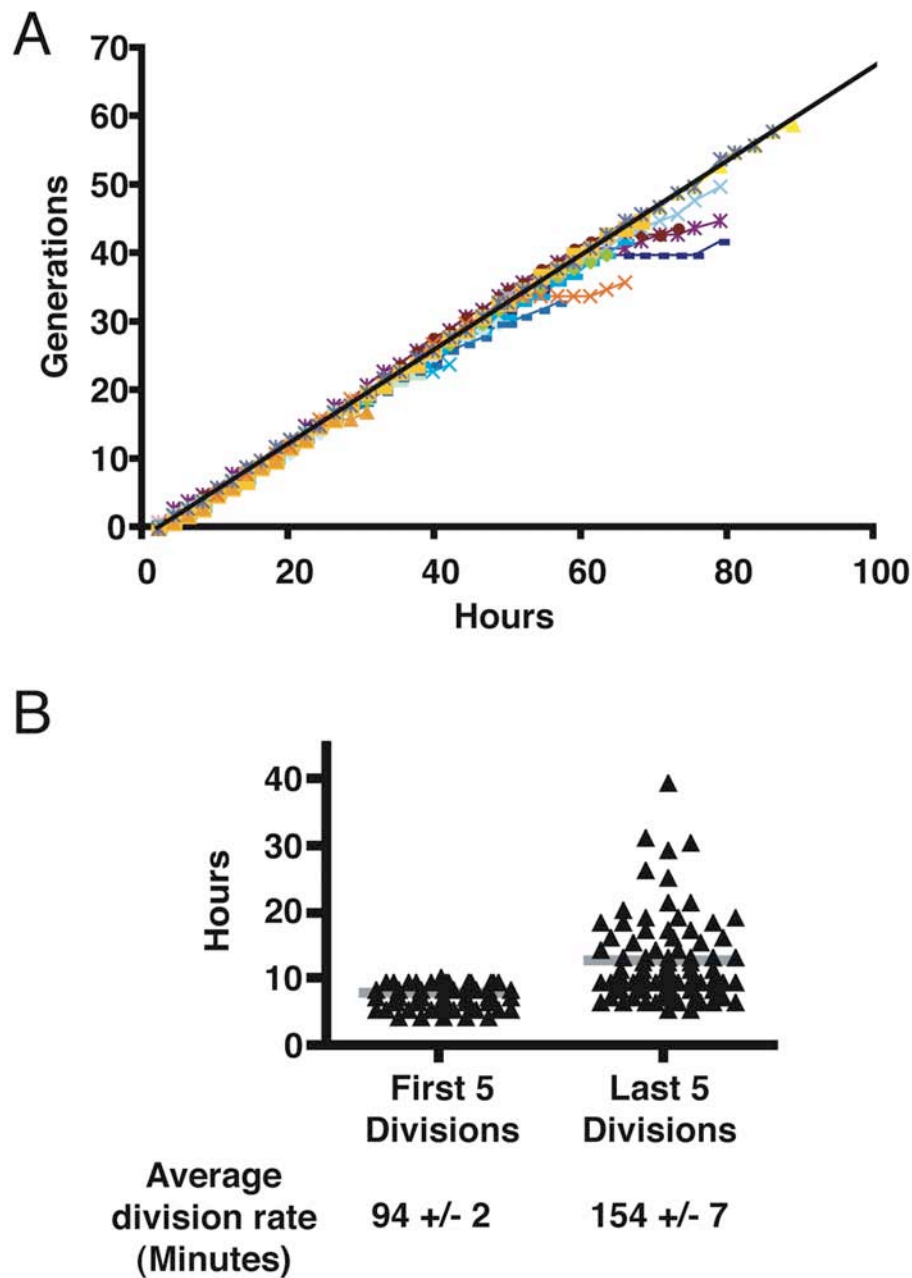 A
70
60
50
40
30
20
10
0
Generations
0 20 40 60 80 100
Hours
B
40
30
20
10
0
Hours
First 5 Last 5
Divisions Divisions
Average
division rate 94 +/- 2 154 +/- 7
(Minutes)